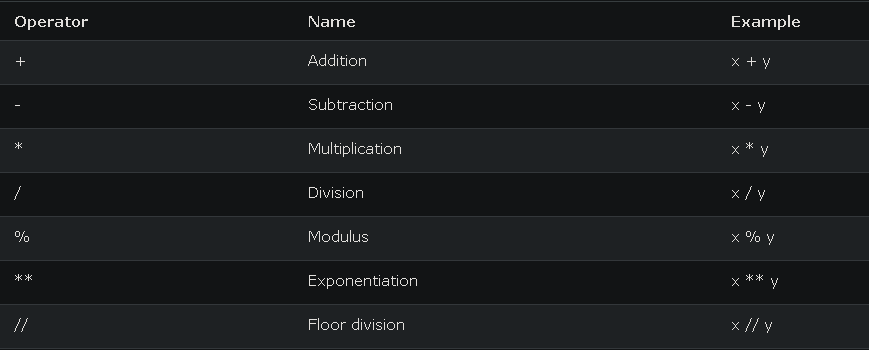 Operator Name Example
+ Addition x + y
- Subtraction x - y
* Multiplication x * y
/ Division x / y
% Modulus x % y
** Exponentiation x ** y
// Floor division x // y